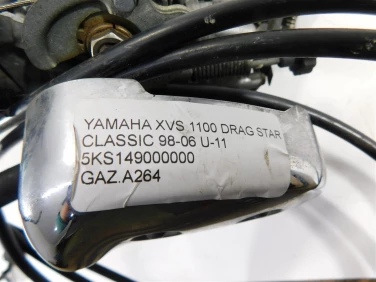 YAMAHA XVS 1100 DRAG STAR
CLASSIC 98-06 U-11
5KS149000000
GAZ.A264